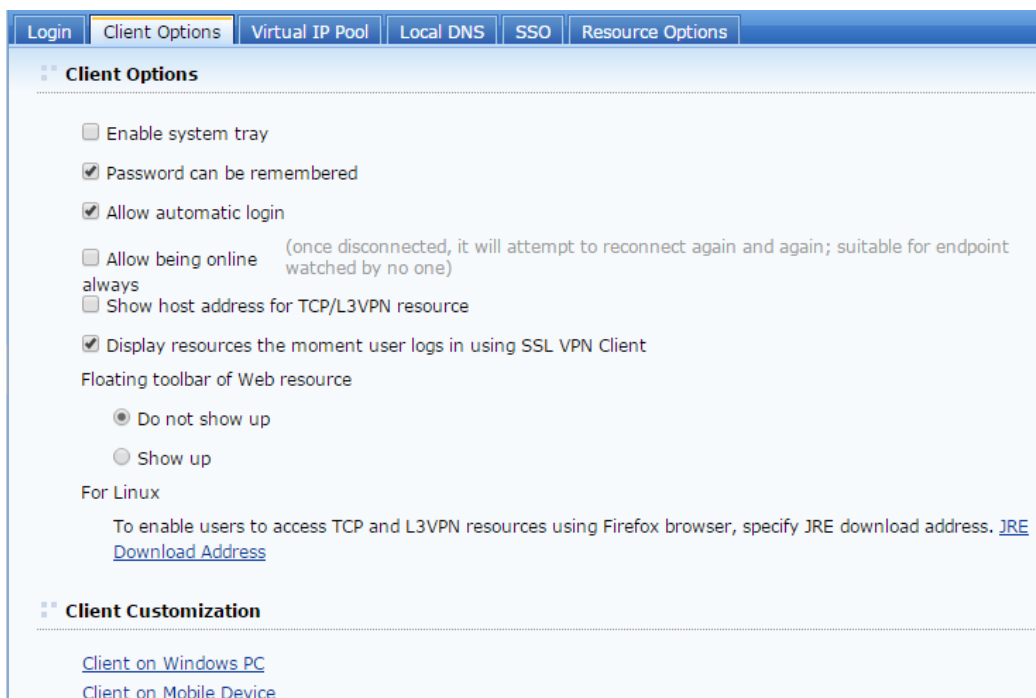 Login Client Options Virtual IP Pool Local DNS SSO Resource Options
Client Options
Enable system tray
Password can be remembered
Allow automatic login
Allow being online always
(once disconnected, it will attempt to reconnect again and again; suitable for endpoint
watched by no one)
Show host address for TCP/L3VPN resource
Display resources the moment user logs in using SSL VPN Client
Floating toolbar of Web resource
Do not show up
Show up
For Linux
To enable users to access TCP and L3VPN resources using Firefox browser, specify JRE download address. JRE
Download Address
Client Customization
Client on Windows PC
Client on Mobile Device